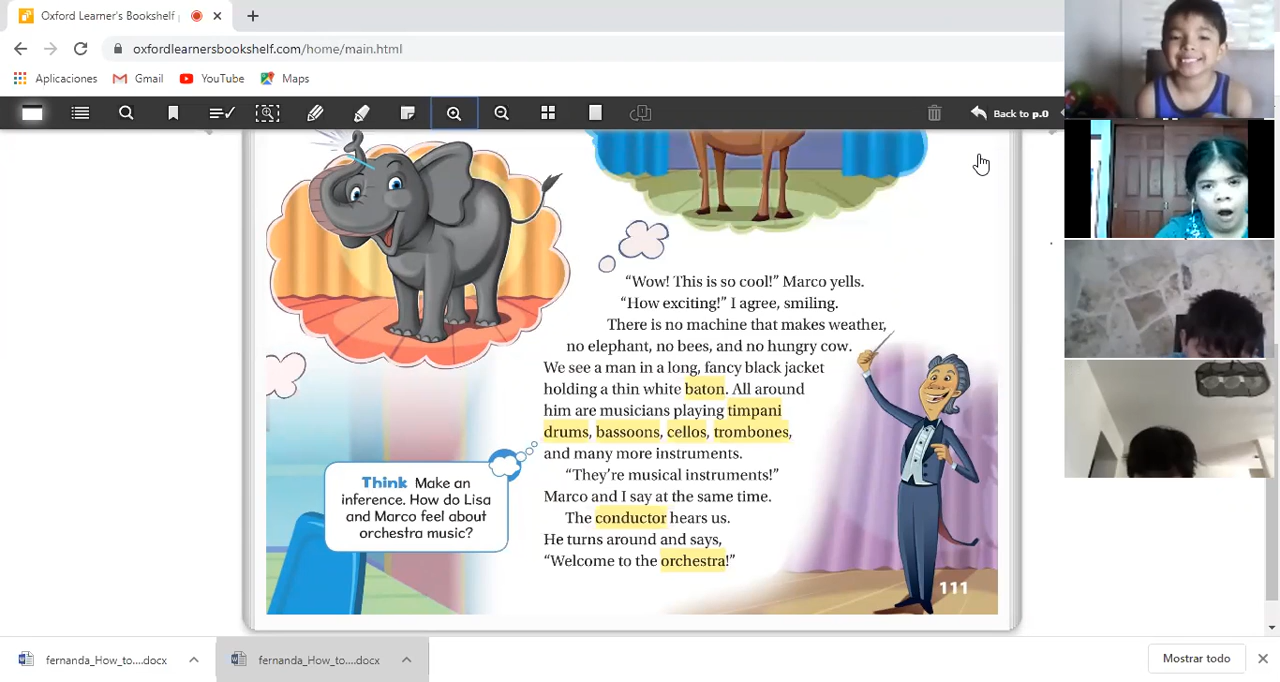 Oxford Learner's Bookshelf
oxfordlearnersbookshelf.com/home/main.html
Aplicaciones
Gmail
YouTube
Maps
Back to p.0
“Wow! This is so cool!” Marco yells.
“How exciting!” I agree, smiling.
There is no machine that makes weather,
no elephant, no bees, and no hungry cow.
We see a man in a long, fancy black jacket
holding a thin white baton. All around
him are musicians playing timpani
drums, bassoons, cellos, trombones,
and many more instruments.
“They’re musical instruments!”
Marco and I say at the same time.
The conductor hears us.
He turns around and says,
“Welcome to the orchestra!”
Think Make an
inference. How do Lisa
and Marco feel about
orchestra music?
111
fernanda_How_to....docx
fernanda_How_to....docx
Mostrar todo